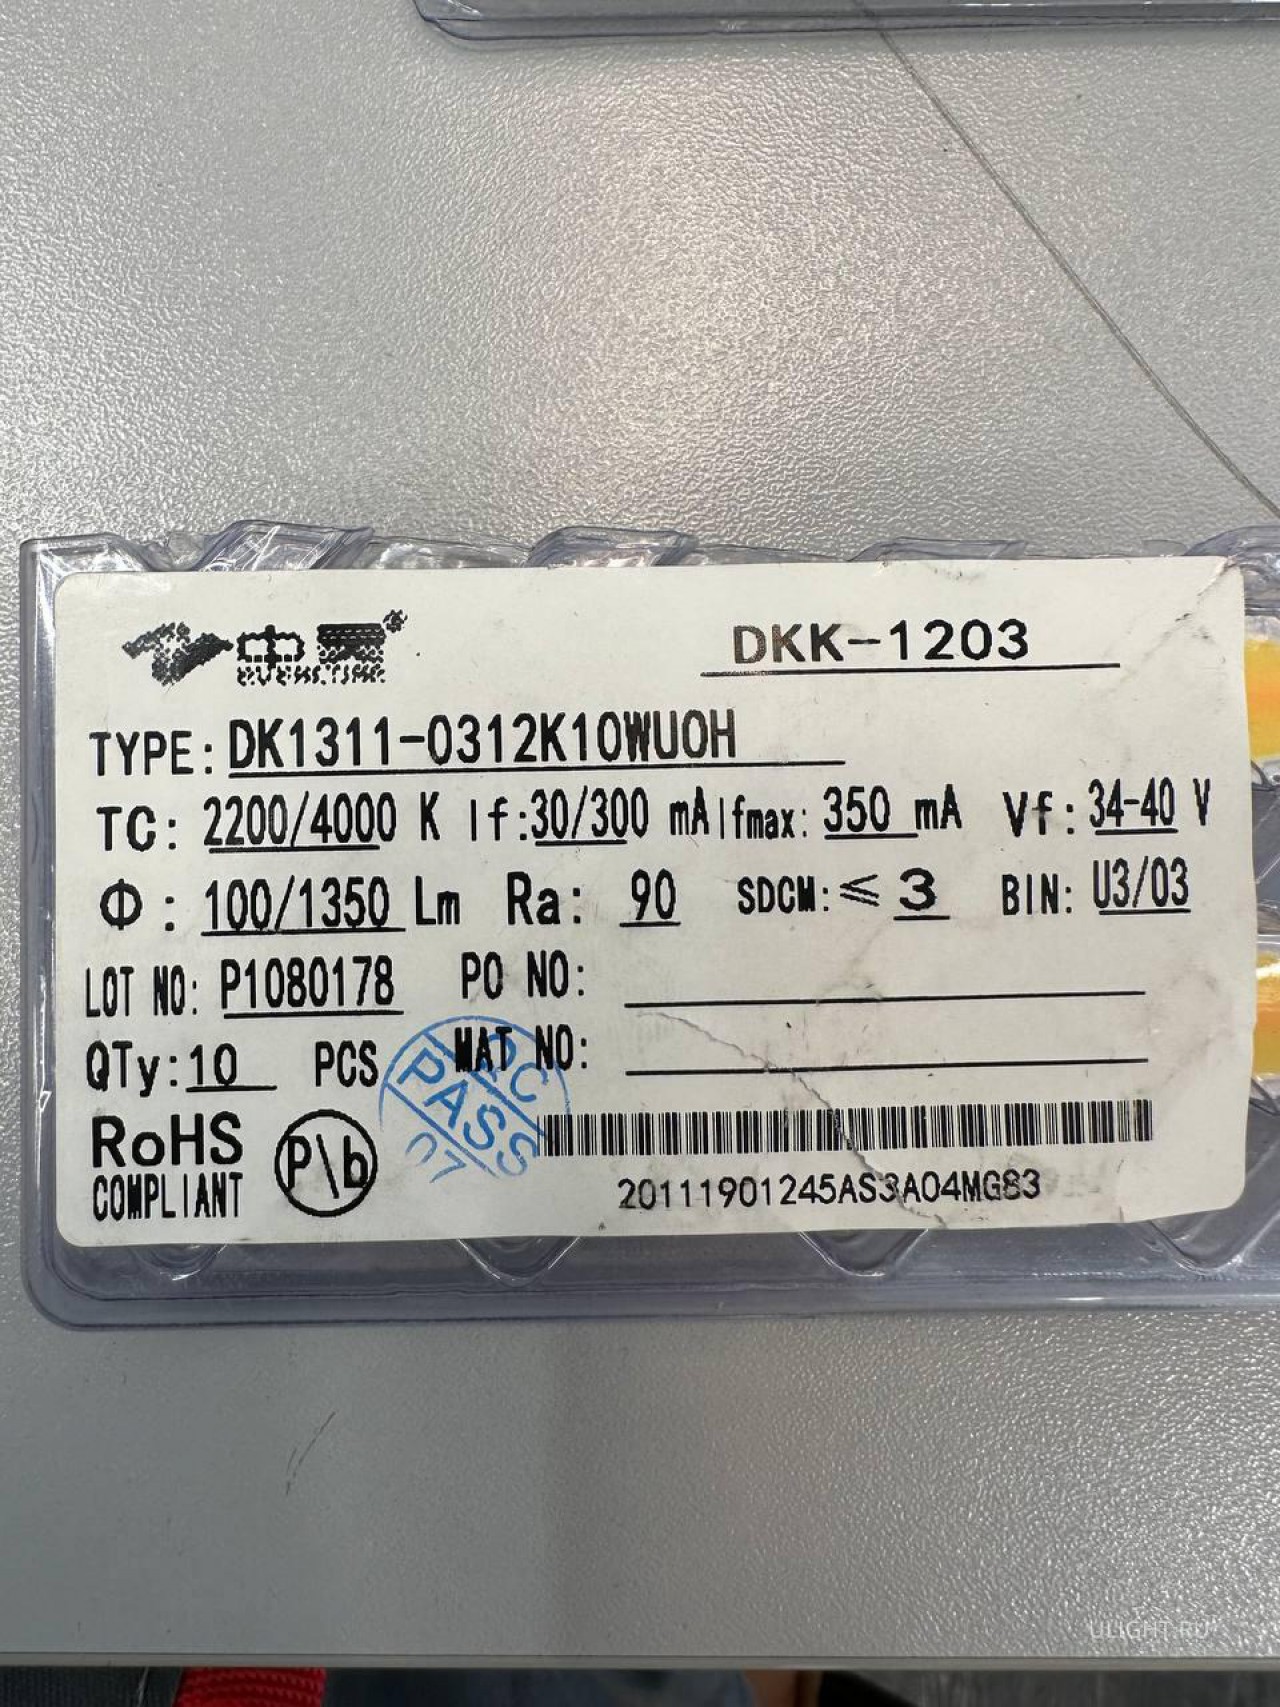 DKK-1203
TYPE: DK1311-0312K10WUOH
TC: 2200/4000 K If: 30/300 mA Ifmax: 350 mA Vf: 34-40 V
Φ: 100/1350 Lm Ra: 90 SDCM: ≤ 3 BIN: U3/03
LOT NO: P1080178 PO NO:
QTy: 10 PCS MAT NO:
QC
PASS
07
RoHS
COMPLIANT
Pb
20111901245AS3A04MG83
ULIGHT.RU